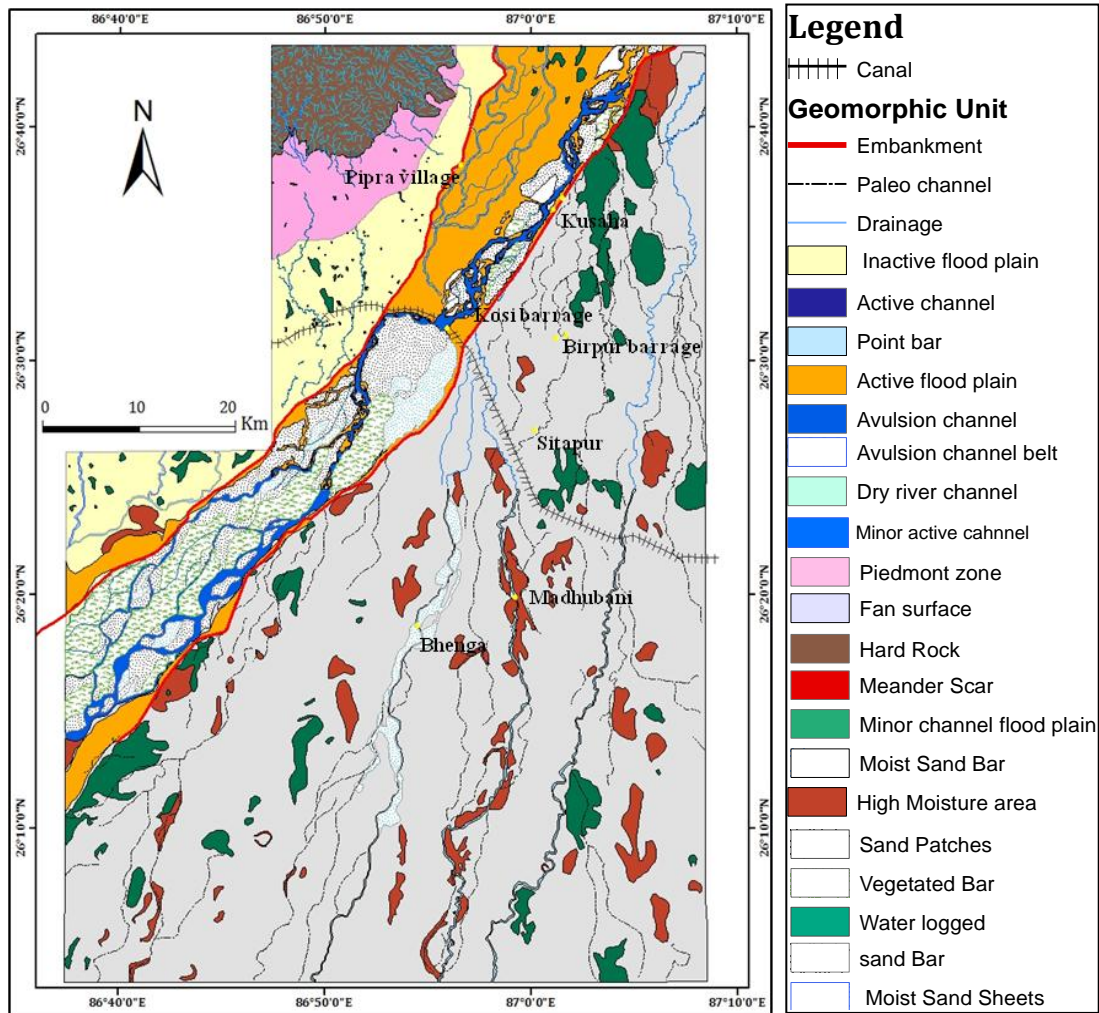 86°40'0"E 86°50'0"E 87°0'0"E 87°10'0"E
26°40'0"N
26°30'0"N
26°20'0"N
26°10'0"N
N
Pipra village
Kusaha
Kosi barrage
Birpur barrage
0 10 20
Km
Sitapur
Madhubani
Bhenga
26°40'0"N
26°30'0"N
26°20'0"N
26°10'0"N
86°40'0"E 86°50'0"E 87°0'0"E 87°10'0"E
Legend
Canal
Geomorphic Unit
Embankment
Paleo channel
Drainage
Inactive flood plain
Active channel
Point bar
Active flood plain
Avulsion channel
Avulsion channel belt
Dry river channel
Minor active cahnnel
Piedmont zone
Fan surface
Hard Rock
Meander Scar
Minor channel flood plain
Moist Sand Bar
High Moisture area
Sand Patches
Vegetated Bar
Water logged
sand Bar
Moist Sand Sheets